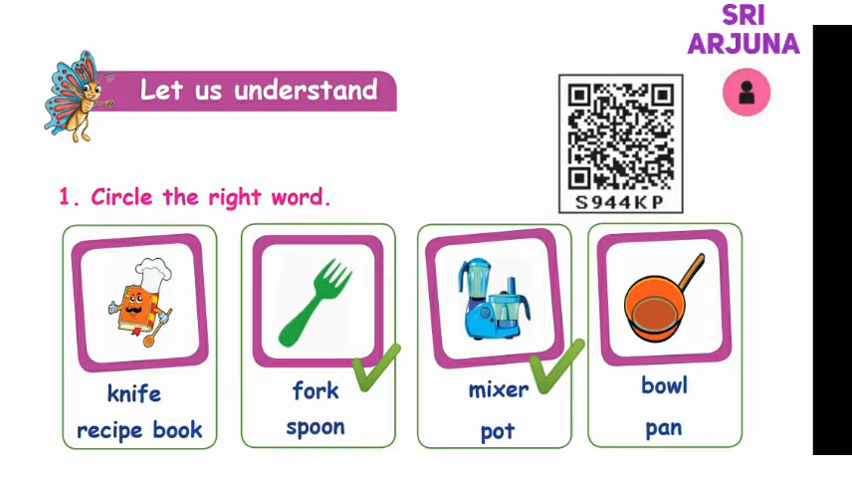 SRI
ARJUNA
Let us understand
S944KP
1. Circle the right word.
knife
recipe book
fork
spoon
mixer
pot
bowl
pan